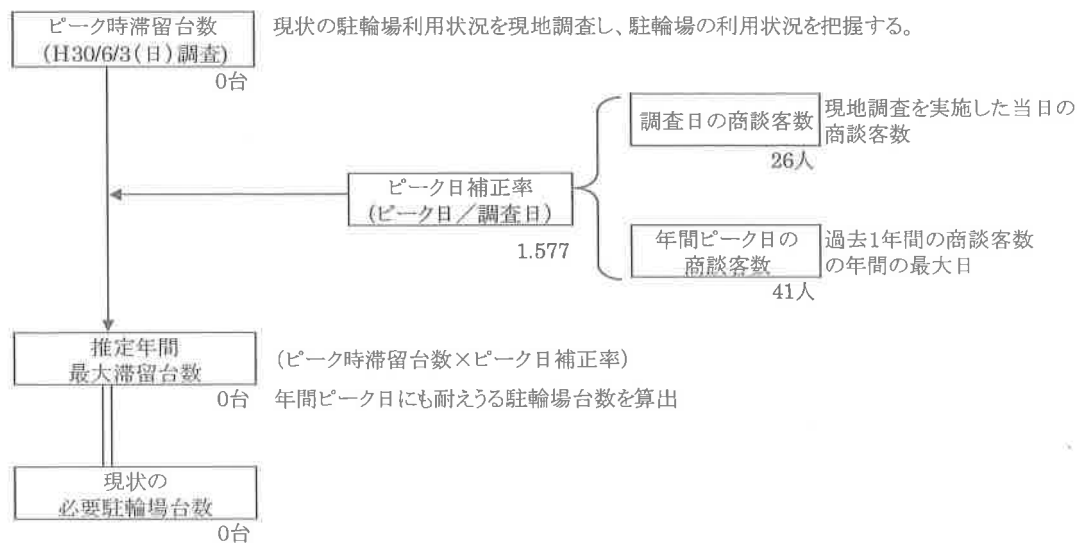 ピーク時滞留台数
(H30/6/3(日)調査)
0台
現状の駐輪場利用状況を現地調査し、駐輪場の利用状況を把握する。
調査日の商談客数
現地調査を実施した当日の
商談客数
26人
ピーク日補正率
(ピーク日／調査日)
1.577
年間ピーク日の
商談客数
過去1年間の商談客数
の年間の最大日
41人
推定年間
最大滞留台数
0台
(ピーク時滞留台数×ピーク日補正率)
年間ピーク日にも耐えうる駐輪場台数を算出
現状の
必要駐輪場台数
0台